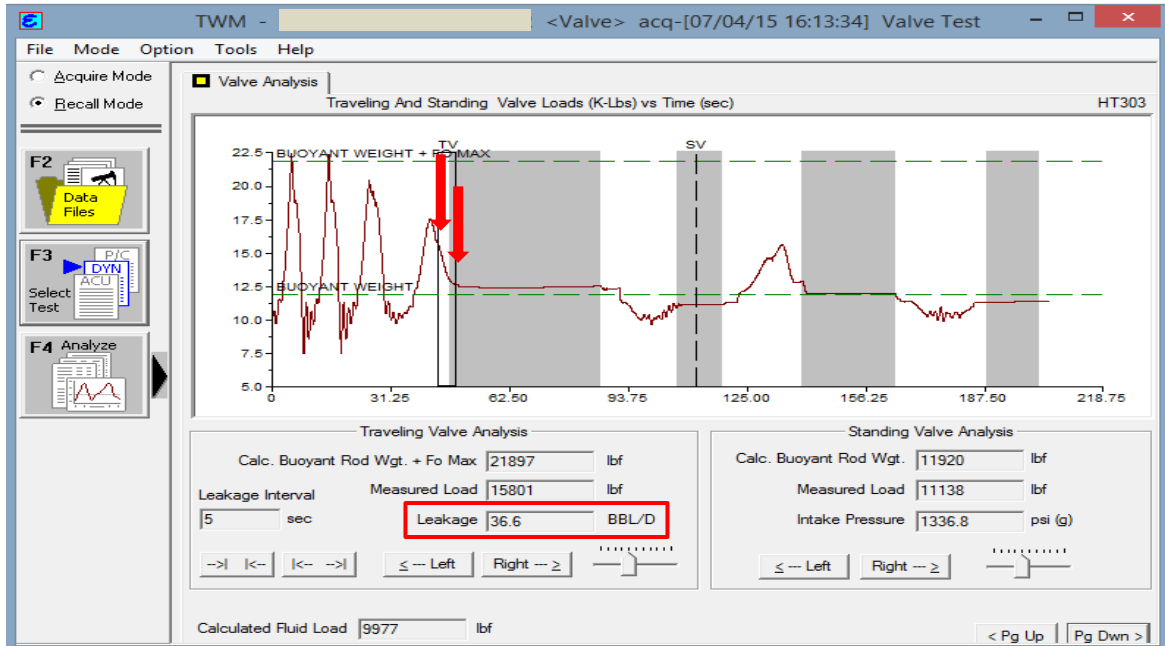 TWM - <Valve> acq-[07/04/15 16:13:34] Valve Test
File Mode Option Tools Help
Acquire Mode
Recall Mode
F2
Data
Files
F3
P/C
DYN
ACU
Select
Test
F4 Analyze
Valve Analysis
Traveling And Standing Valve Loads (K-Lbs) vs Time (sec) HT303
TV SV
22.5 BUOYANT WEIGHT + FO MAX
20.0
17.5
15.0
12.5 BUOYANT WEIGHT
10.0
7.5
5.0
0 31.25 62.50 93.75 125.00 156.25 187.50 218.75
Traveling Valve Analysis
Calc. Buoyant Rod Wgt. + Fo Max 21897 lbf
Leakage Interval
Measured Load 15801 lbf
5 sec
Leakage 36.6 BBL/D
-->| |<-- |<-- -->| < --- Left Right --- >
Standing Valve Analysis
Calc. Buoyant Rod Wgt. 11920 lbf
Measured Load 11138 lbf
Intake Pressure 1336.8 psi (g)
< --- Left Right --- >
Calculated Fluid Load 9977 lbf
< Pg Up Pg Dwn >